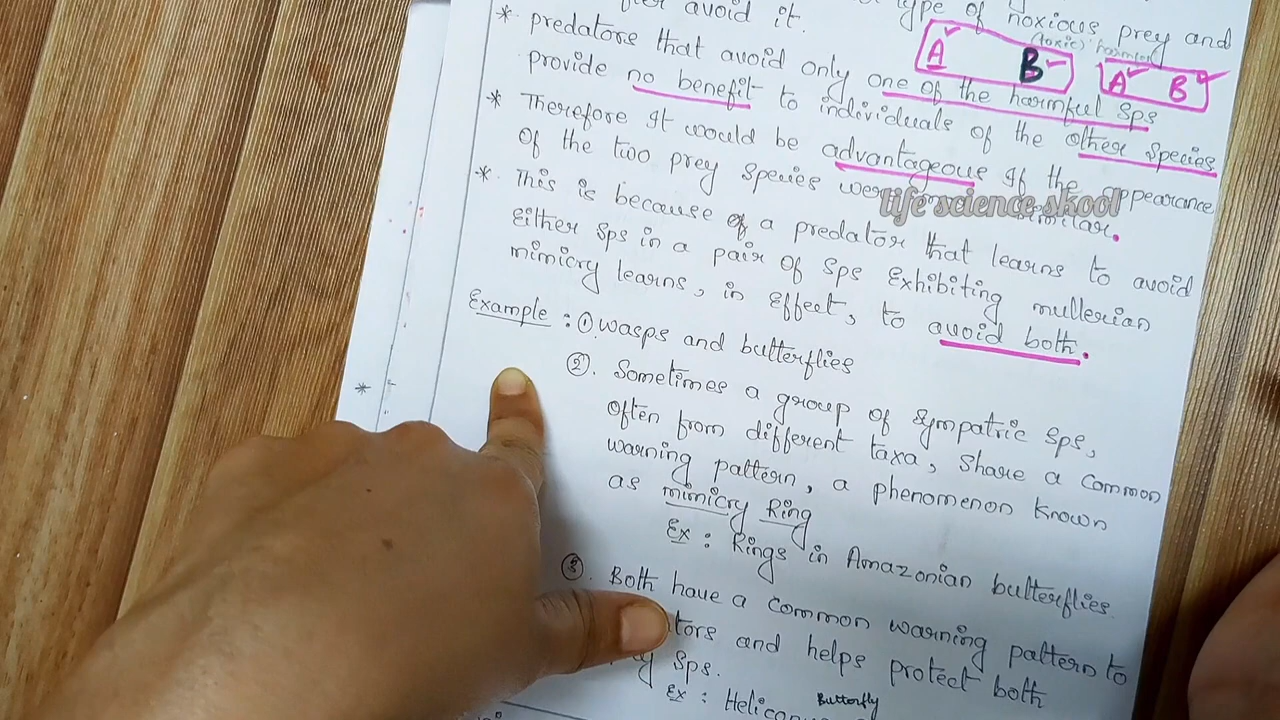 after avoid it. type of noxious prey and
(toxic) harmful
* predators that avoid only one of the harmful sps
A B A B
provide no benefit to individuals of the other species
* Therefore it would be advantageous if the appearance
of the two prey species were similar.
life science skool
* This is because of a predator that learns to avoid
Either sps in a pair of sps Exhibiting mullerian
mimicry learns, in Effect, to avoid both.
Example : ① wasps and butterflies
②. Sometimes a group of sympatric sps,
often from different taxa, share a common
warning pattern, a phenomenon known
as mimicry Ring
Ex : Rings in Amazonian butterflies
③. Both have a common warning pattern to
tors and helps protect both
sps.
Butterfly
Ex :
*